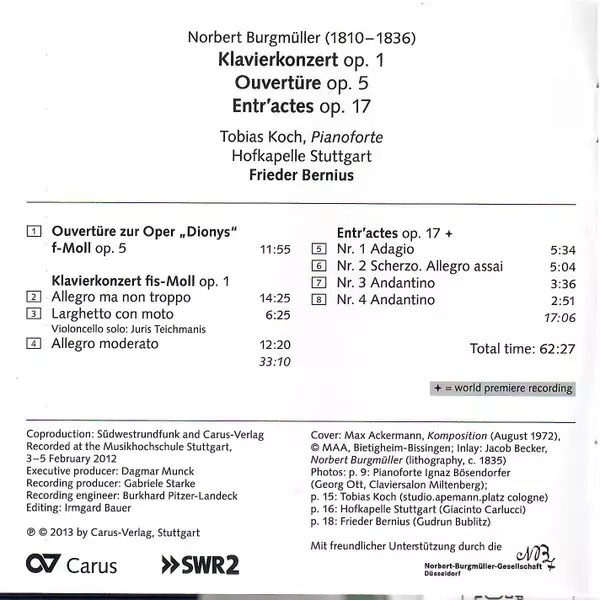 Norbert Burgmüller (1810–1836)
Klavierkonzert op. 1
Ouvertüre op. 5
Entr'actes op. 17
Tobias Koch, Pianoforte
Hofkapelle Stuttgart
Frieder Bernius
1 Ouvertüre zur Oper „Dionys"
f-Moll op. 5 11:55
Klavierkonzert fis-Moll op. 1
2 Allegro ma non troppo 14:25
3 Larghetto con moto 6:25
Violoncello solo: Juris Teichmanis
4 Allegro moderato 12:20
33:10
Entr'actes op. 17 +
5 Nr. 1 Adagio 5:34
6 Nr. 2 Scherzo. Allegro assai 5:04
7 Nr. 3 Andantino 3:36
8 Nr. 4 Andantino 2:51
17:06
Total time: 62:27
+ = world premiere recording
Coproduction: Südwestrundfunk and Carus-Verlag
Recorded at the Musikhochschule Stuttgart,
3–5 February 2012
Executive producer: Dagmar Munck
Recording producer: Gabriele Starke
Recording engineer: Burkhard Pitzer-Landeck
Editing: Irmgard Bauer
℗ © 2013 by Carus-Verlag, Stuttgart
Carus
SWR2
Cover: Max Ackermann, Komposition (August 1972),
© MAA, Bietigheim-Bissingen; Inlay: Jacob Becker,
Norbert Burgmüller (lithography, c. 1835)
Photos: p. 9: Pianoforte Ignaz Bösendorfer
(Georg Ott, Claviersalon Miltenberg);
p. 15: Tobias Koch (studio.apemann.platz cologne)
p. 16: Hofkapelle Stuttgart (Giacinto Carlucci)
p. 18: Frieder Bernius (Gudrun Bublitz)
Mit freundlicher Unterstützung durch die
Norbert-Burgmüller-Gesellschaft
Düsseldorf